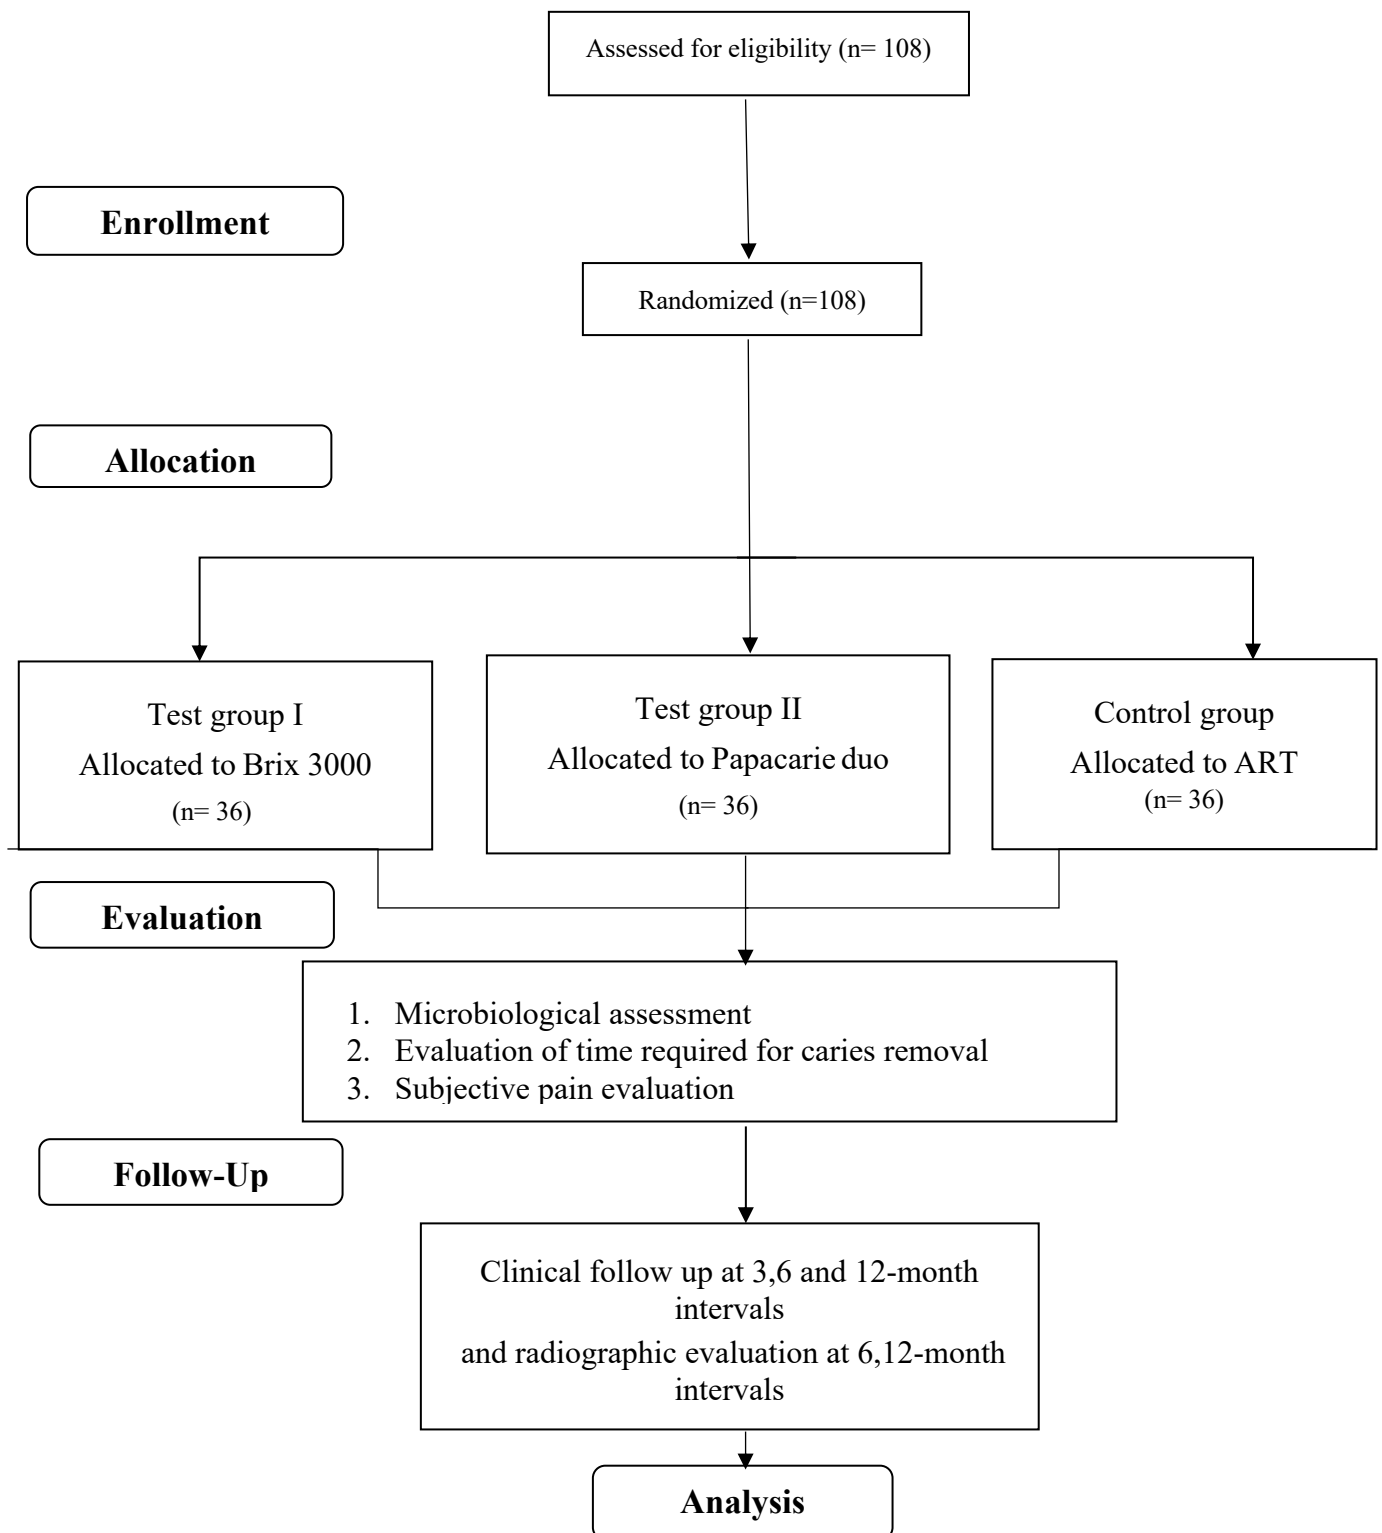 Assessed for eligibility (n= 108)
Enrollment
Randomized (n=108)
Allocation
Test group I
Allocated to Brix 3000
(n= 36)
Test group II
Allocated to Papacarie duo
(n= 36)
Control group
Allocated to ART
(n= 36)
Evaluation
1. Microbiological assessment
2. Evaluation of time required for caries removal
3. Subjective pain evaluation
Follow-Up
Clinical follow up at 3,6 and 12-month
intervals
and radiographic evaluation at 6,12-month
intervals
Analysis